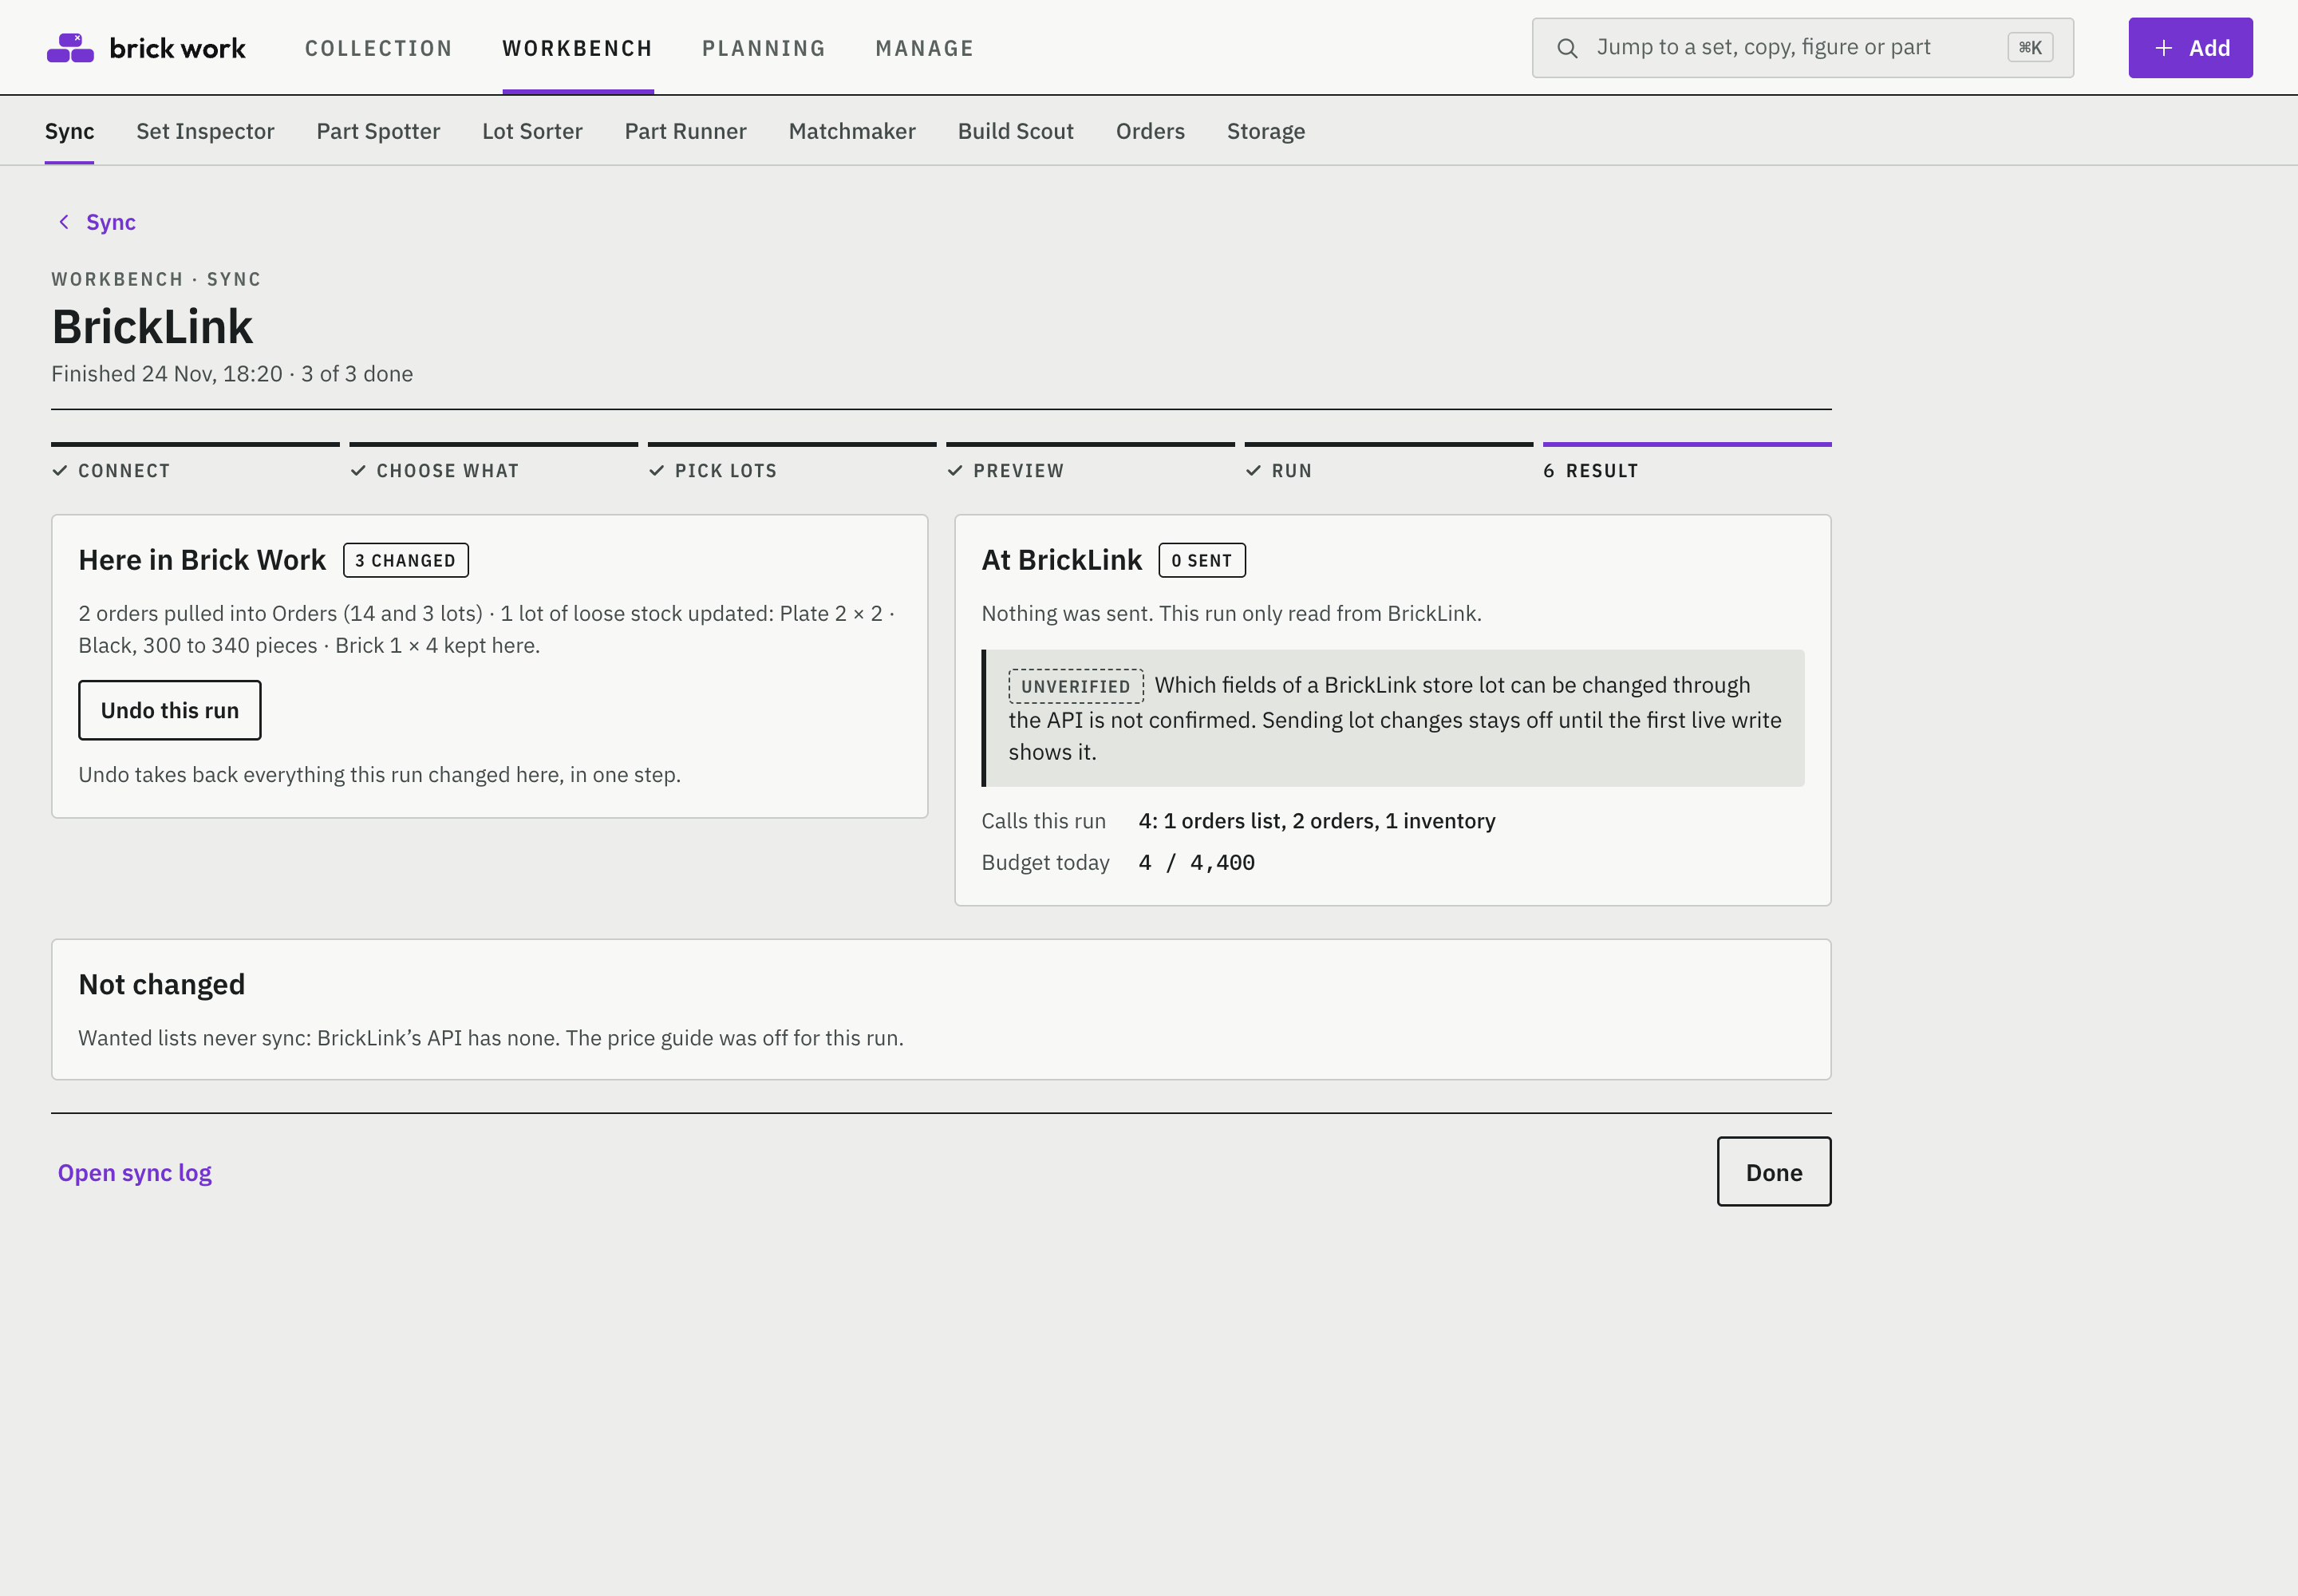 brick work
COLLECTION
WORKBENCH
PLANNING
MANAGE
Jump to a set, copy, figure or part
⌘K
+ Add
Sync
Set Inspector
Part Spotter
Lot Sorter
Part Runner
Matchmaker
Build Scout
Orders
Storage
Sync
WORKBENCH · SYNC
BrickLink
Finished 24 Nov, 18:20 · 3 of 3 done
CONNECT
CHOOSE WHAT
PICK LOTS
PREVIEW
RUN
6 RESULT
Here in Brick Work
3 CHANGED
2 orders pulled into Orders (14 and 3 lots) · 1 lot of loose stock updated: Plate 2 × 2 ·
Black, 300 to 340 pieces · Brick 1 × 4 kept here.
Undo this run
Undo takes back everything this run changed here, in one step.
At BrickLink
0 SENT
Nothing was sent. This run only read from BrickLink.
UNVERIFIED Which fields of a BrickLink store lot can be changed through
the API is not confirmed. Sending lot changes stays off until the first live write
shows it.
Calls this run 4: 1 orders list, 2 orders, 1 inventory
Budget today 4 / 4,400
Not changed
Wanted lists never sync: BrickLink’s API has none. The price guide was off for this run.
Open sync log
Done